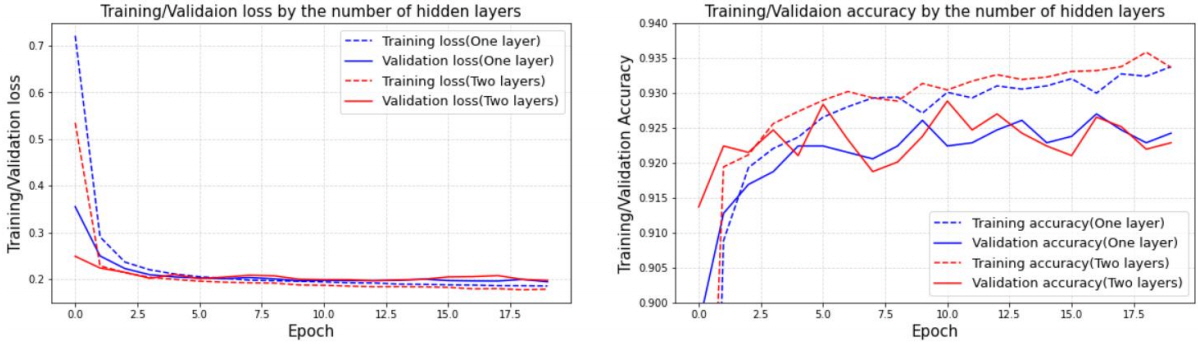 Training/Validaion loss by the number of hidden layers
Training/Validation loss
0.7
0.6
0.5
0.4
0.3
0.2
Training loss(One layer)
Validation loss(One layer)
Training loss(Two layers)
Validation loss(Two layers)
0.0 2.5 5.0 7.5 10.0 12.5 15.0 17.5
Epoch
Training/Validaion accuracy by the number of hidden layers
Training/Validation Accuracy
0.940
0.935
0.930
0.925
0.920
0.915
0.910
0.905
0.900
Training accuracy(One layer)
Validation accuracy(One layer)
Training accuracy(Two layers)
Validation accuracy(Two layers)
0.0 2.5 5.0 7.5 10.0 12.5 15.0 17.5
Epoch